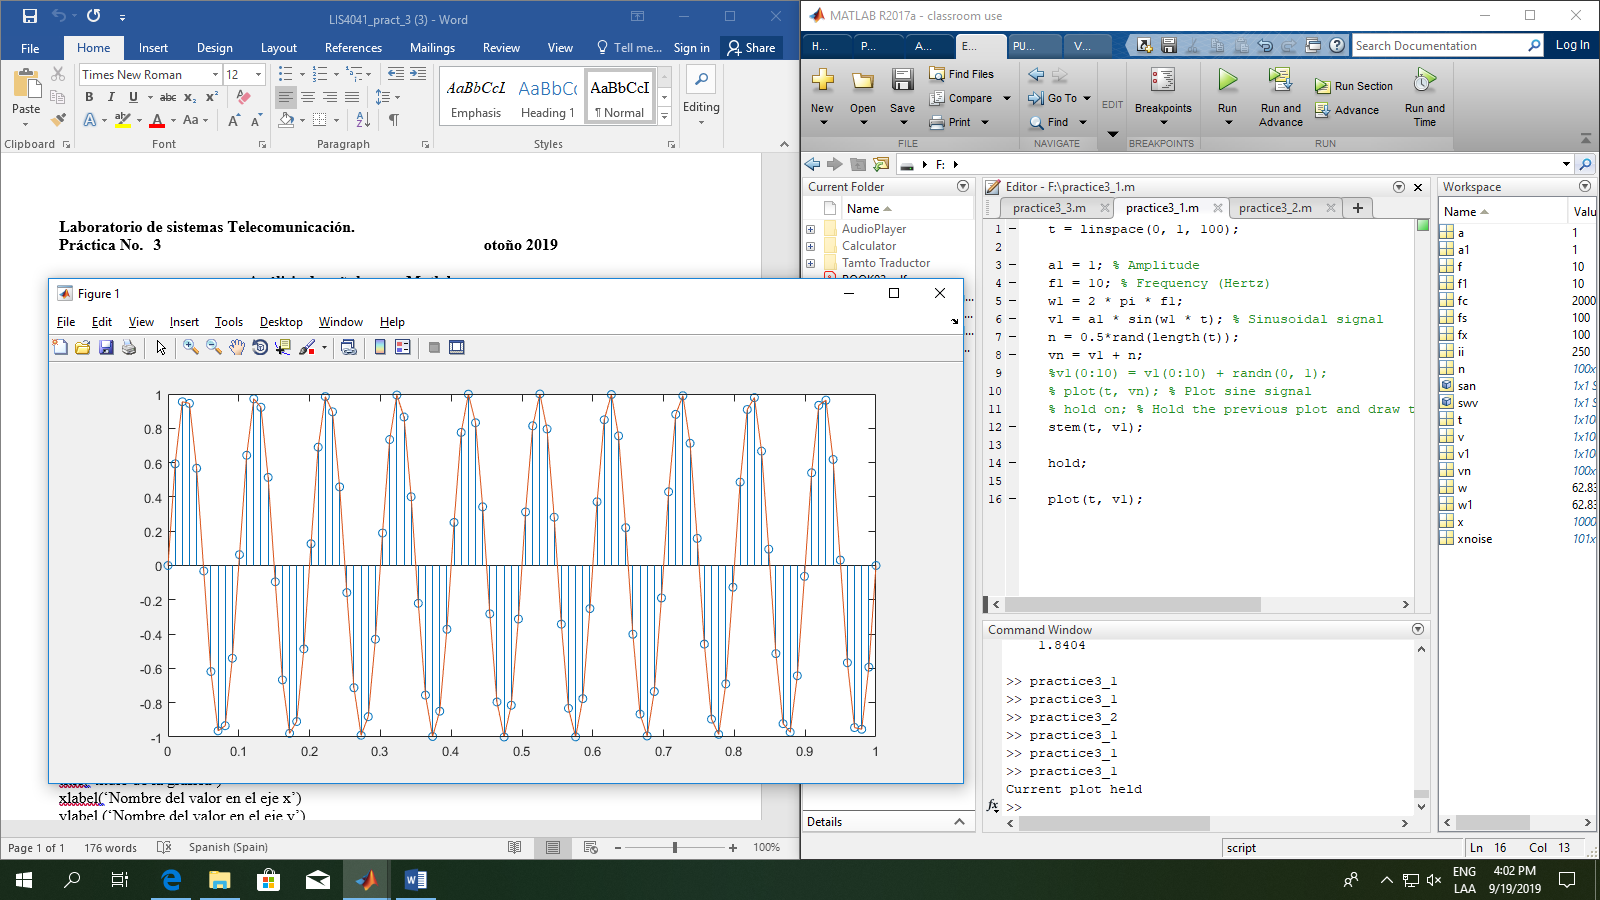 LIS4041_pract_3 (3) - Word
File Home Insert Design Layout References Mailings Review View Tell me... Sign in Share
Times New Roman 12
Paste
B I U abc x₂ x²
Aa
AaBbCcI AaBbCc AaBbCcI
Emphasis Heading 1 ¶ Normal
Editing
Clipboard Font Paragraph Styles
Laboratorio de sistemas Telecomunicación.
Práctica No. 3 otoño 2019
Figure 1
File Edit View Insert Tools Desktop Window Help
1
0.8
0.6
0.4
0.2
0
-0.2
-0.4
-0.6
-0.8
-1
0 0.1 0.2 0.3 0.4 0.5 0.6 0.7 0.8 0.9 1
xlabel(‘Nombre del valor en el eje x’)
ylabel (‘Nombre del valor en el eje y’)
Page 1 of 1 176 words Spanish (Spain) 100%
MATLAB R2017a - classroom use
H... P... A... E... PU... V... Search Documentation Log In
New Open Save
Find Files
Compare
Print
Go To
Find
EDIT
Breakpoints
Run
Run and Advance
Run Section
Advance
Run and Time
FILE NAVIGATE BREAKPOINTS RUN
F:
Current Folder
Name
AudioPlayer
Calculator
Tamto Traductor
Details
Editor - F:\practice3_1.m
practice3_3.m practice3_1.m practice3_2.m
1 t = linspace(0, 1, 100);
2
3 a1 = 1; % Amplitude
4 f1 = 10; % Frequency (Hertz)
5 w1 = 2 * pi * f1;
6 v1 = a1 * sin(w1 * t); % Sinusoidal signal
7 n = 0.5*rand(length(t));
8 vn = v1 + n;
9 %v1(0:10) = v1(0:10) + randn(0, 1);
10 % plot(t, vn); % Plot sine signal
11 % hold on; % Hold the previous plot and draw t
12 stem(t, v1);
13
14 hold;
15
16 plot(t, v1);
Command Window
1.8404
>> practice3_1
>> practice3_1
>> practice3_2
>> practice3_1
>> practice3_1
>> practice3_1
Current plot held
fx >>
Workspace
Name Valu
a 1
a1 1
f 10
f1 10
fc 2000
fs 100
fx 100
ii 250
n 100x
san 1x1 S
swv 1x1 S
t 1x10
v 1x10
v1 1x10
vn 100x
w 62.83
w1 62.83
x 1000
xnoise 101x
script Ln 16 Col 13
ENG
LAA
4:02 PM
9/19/2019